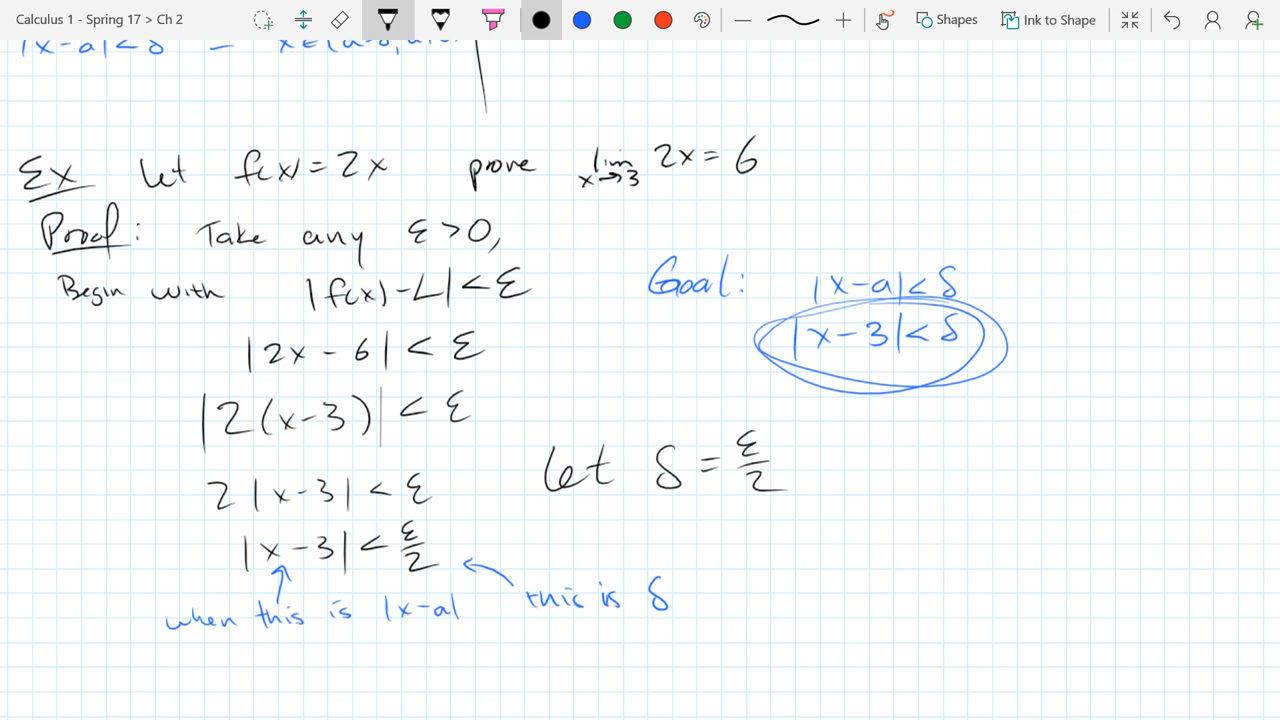 Calculus 1 - Spring 17 > Ch 2
Shapes
Ink to Shape
|x-a|<δ
Ex Let f(x)=2x prove lim x→3 2x = 6
Proof: Take any ε>0,
Begin with |f(x)-L|<ε
Goal: |x-a|<δ
|x-3|<δ
|2x-6|<ε
|2(x-3)|<ε
let δ = ε/2
2|x-3|<ε
|x-3|<ε/2
when this is |x-a|
this is δ